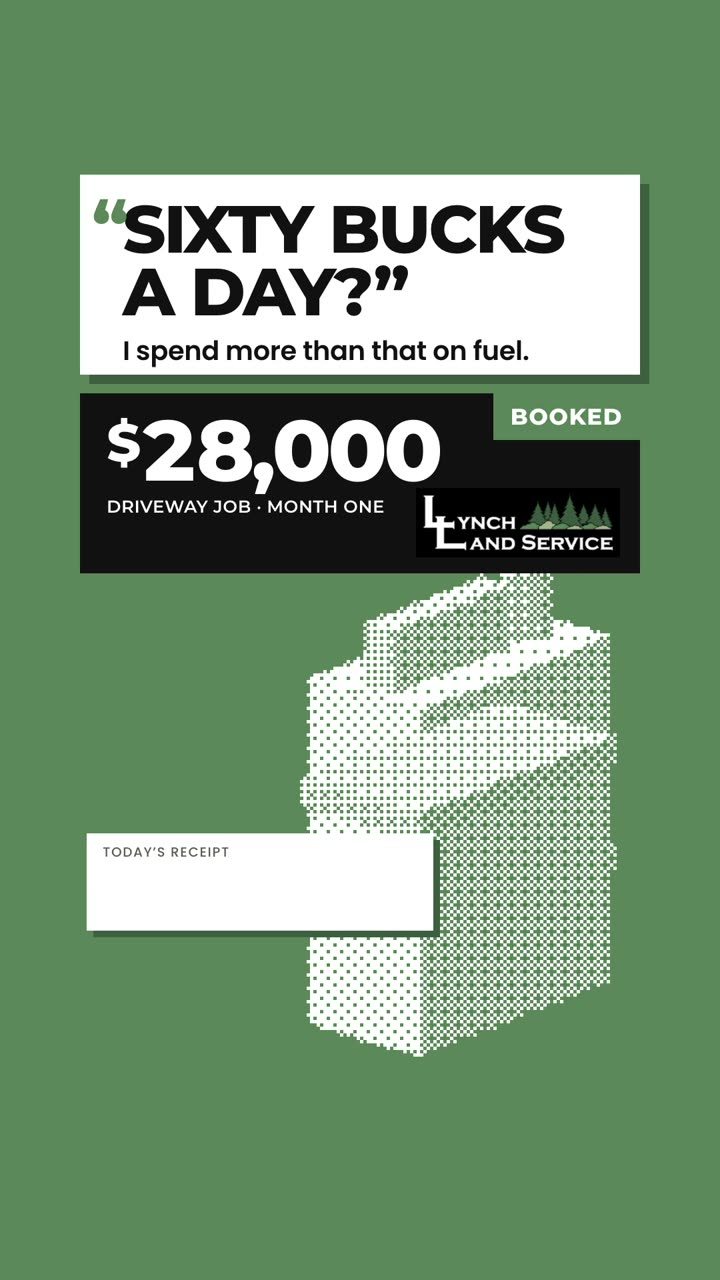 “SIXTY BUCKS
A DAY?”
I spend more than that on fuel.
BOOKED
$28,000
DRIVEWAY JOB · MONTH ONE
LYNCH
LAND SERVICE
TODAY’S RECEIPT